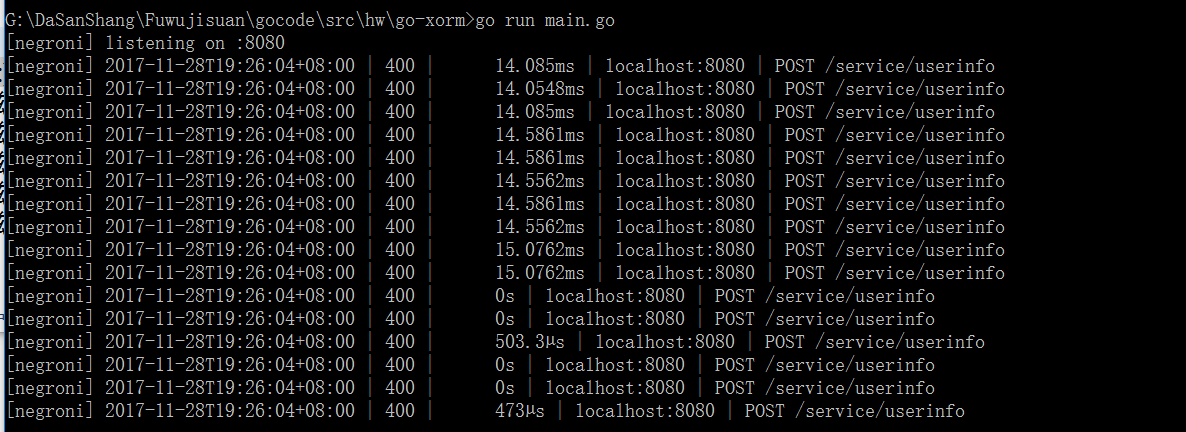 G:\DaSanShang\Fuwujisuan\gocode\src\hw\go-xorm>go run main.go
[negroni] listening on :8080
[negroni] 2017-11-28T19:26:04+08:00 | 400 |      14.085ms | localhost:8080 | POST /service/userinfo
[negroni] 2017-11-28T19:26:04+08:00 | 400 |      14.0548ms | localhost:8080 | POST /service/userinfo
[negroni] 2017-11-28T19:26:04+08:00 | 400 |      14.085ms | localhost:8080 | POST /service/userinfo
[negroni] 2017-11-28T19:26:04+08:00 | 400 |      14.5861ms | localhost:8080 | POST /service/userinfo
[negroni] 2017-11-28T19:26:04+08:00 | 400 |      14.5861ms | localhost:8080 | POST /service/userinfo
[negroni] 2017-11-28T19:26:04+08:00 | 400 |      14.5562ms | localhost:8080 | POST /service/userinfo
[negroni] 2017-11-28T19:26:04+08:00 | 400 |      14.5861ms | localhost:8080 | POST /service/userinfo
[negroni] 2017-11-28T19:26:04+08:00 | 400 |      14.5562ms | localhost:8080 | POST /service/userinfo
[negroni] 2017-11-28T19:26:04+08:00 | 400 |      15.0762ms | localhost:8080 | POST /service/userinfo
[negroni] 2017-11-28T19:26:04+08:00 | 400 |      15.0762ms | localhost:8080 | POST /service/userinfo
[negroni] 2017-11-28T19:26:04+08:00 | 400 |      0s | localhost:8080 | POST /service/userinfo
[negroni] 2017-11-28T19:26:04+08:00 | 400 |      0s | localhost:8080 | POST /service/userinfo
[negroni] 2017-11-28T19:26:04+08:00 | 400 |      503.3μs | localhost:8080 | POST /service/userinfo
[negroni] 2017-11-28T19:26:04+08:00 | 400 |      0s | localhost:8080 | POST /service/userinfo
[negroni] 2017-11-28T19:26:04+08:00 | 400 |      0s | localhost:8080 | POST /service/userinfo
[negroni] 2017-11-28T19:26:04+08:00 | 400 |      473μs | localhost:8080 | POST /service/userinfo